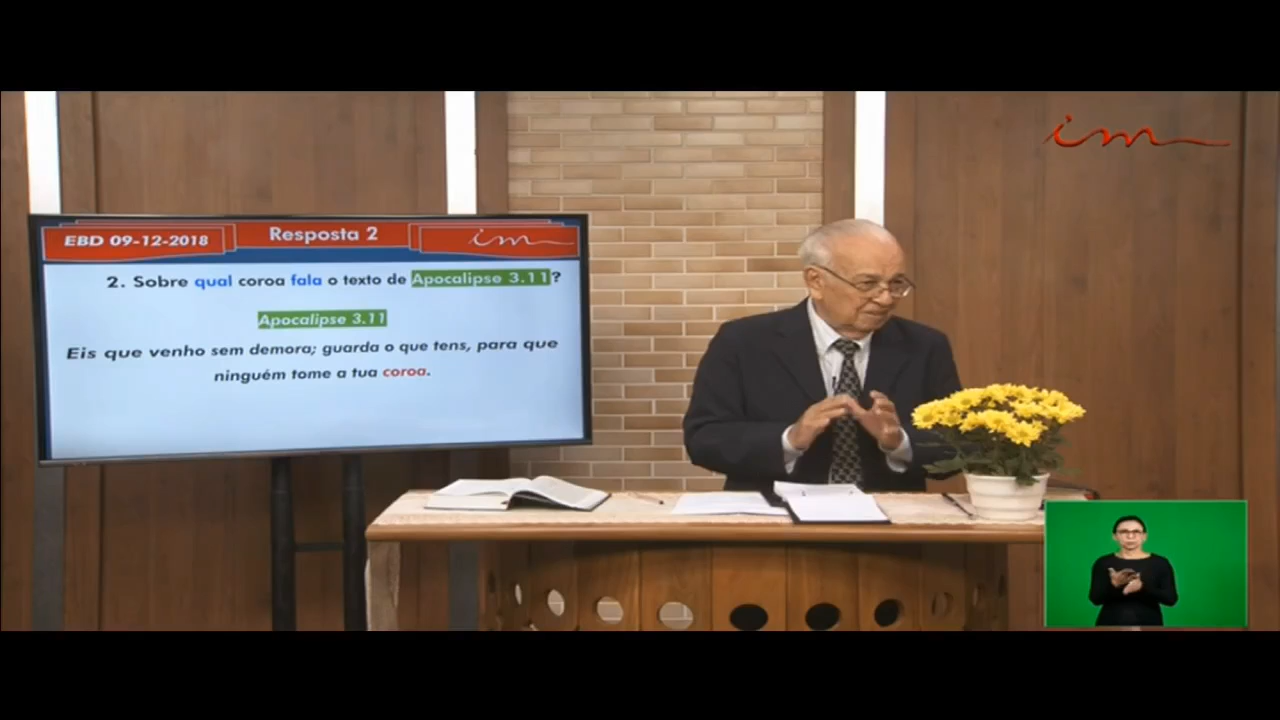 im
EBD 09-12-2018
Resposta 2
im
2. Sobre qual coroa fala o texto de Apocalipse 3.11?
Apocalipse 3.11
Eis que venho sem demora; guarda o que tens, para que
ninguém tome a tua coroa.